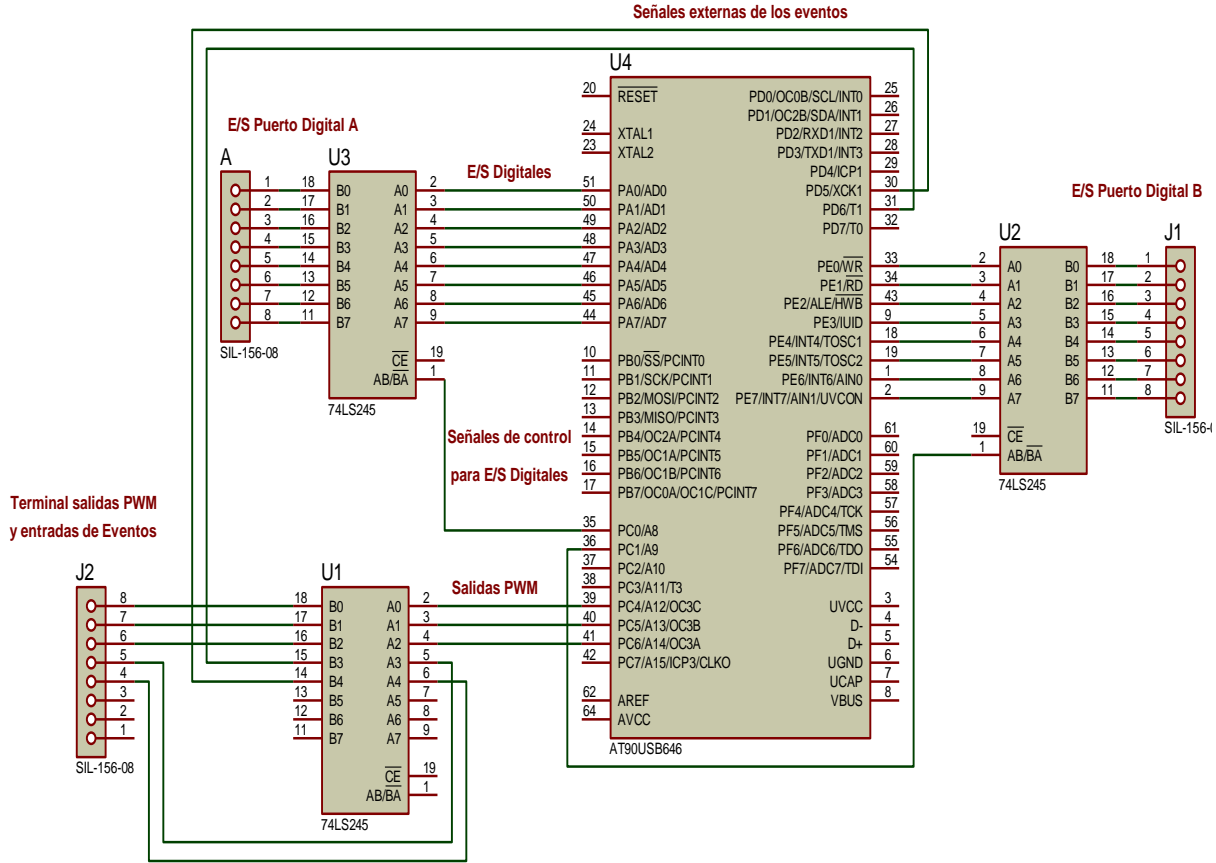 Señales externas de los eventos
E/S Puerto Digital A
A
SIL-156-08
1
2
3
4
5
6
7
8
U3
18 B0 A0 2
17 B1 A1 3
16 B2 A2 4
15 B3 A3 5
14 B4 A4 6
13 B5 A5 7
12 B6 A6 8
11 B7 A7 9
CE 19
AB/BA 1
74LS245
E/S Digitales
Señales de control
para E/S Digitales
Salidas PWM
U4
20 RESET
24 XTAL1
23 XTAL2
51 PA0/AD0
50 PA1/AD1
49 PA2/AD2
48 PA3/AD3
47 PA4/AD4
46 PA5/AD5
45 PA6/AD6
44 PA7/AD7
10 PB0/SS/PCINT0
11 PB1/SCK/PCINT1
12 PB2/MOSI/PCINT2
13 PB3/MISO/PCINT3
14 PB4/OC2A/PCINT4
15 PB5/OC1A/PCINT5
16 PB6/OC1B/PCINT6
17 PB7/OC0A/OC1C/PCINT7
35 PC0/A8
36 PC1/A9
37 PC2/A10
38 PC3/A11/T3
39 PC4/A12/OC3C
40 PC5/A13/OC3B
41 PC6/A14/OC3A
42 PC7/A15/ICP3/CLKO
62 AREF
64 AVCC
PD0/OC0B/SCL/INT0 25
PD1/OC2B/SDA/INT1 26
PD2/RXD1/INT2 27
PD3/TXD1/INT3 28
PD4/ICP1 29
PD5/XCK1 30
PD6/T1 31
PD7/T0 32
PE0/WR 33
PE1/RD 34
PE2/ALE/HWB 43
PE3/IUID 9
PE4/INT4/TOSC1 18
PE5/INT5/TOSC2 19
PE6/INT6/AIN0 1
PE7/INT7/AIN1/UVCON 2
PF0/ADC0 61
PF1/ADC1 60
PF2/ADC2 59
PF3/ADC3 58
PF4/ADC4/TCK 57
PF5/ADC5/TMS 56
PF6/ADC6/TDO 55
PF7/ADC7/TDI 54
UVCC 3
D- 4
D+ 5
UGND 6
UCAP 7
VBUS 8
AT90USB646
E/S Puerto Digital B
U2
2 A0 B0 18
3 A1 B1 17
4 A2 B2 16
5 A3 B3 15
6 A4 B4 14
7 A5 B5 13
8 A6 B6 12
9 A7 B7 11
19 CE
1 AB/BA
74LS245
J1
1
2
3
4
5
6
7
8
SIL-156-
Terminal salidas PWM
y entradas de Eventos
J2
8
7
6
5
4
3
2
1
SIL-156-08
U1
18 B0 A0 2
17 B1 A1 3
16 B2 A2 4
15 B3 A3 5
14 B4 A4 6
13 B5 A5 7
12 B6 A6 8
11 B7 A7 9
CE 19
AB/BA 1
74LS245